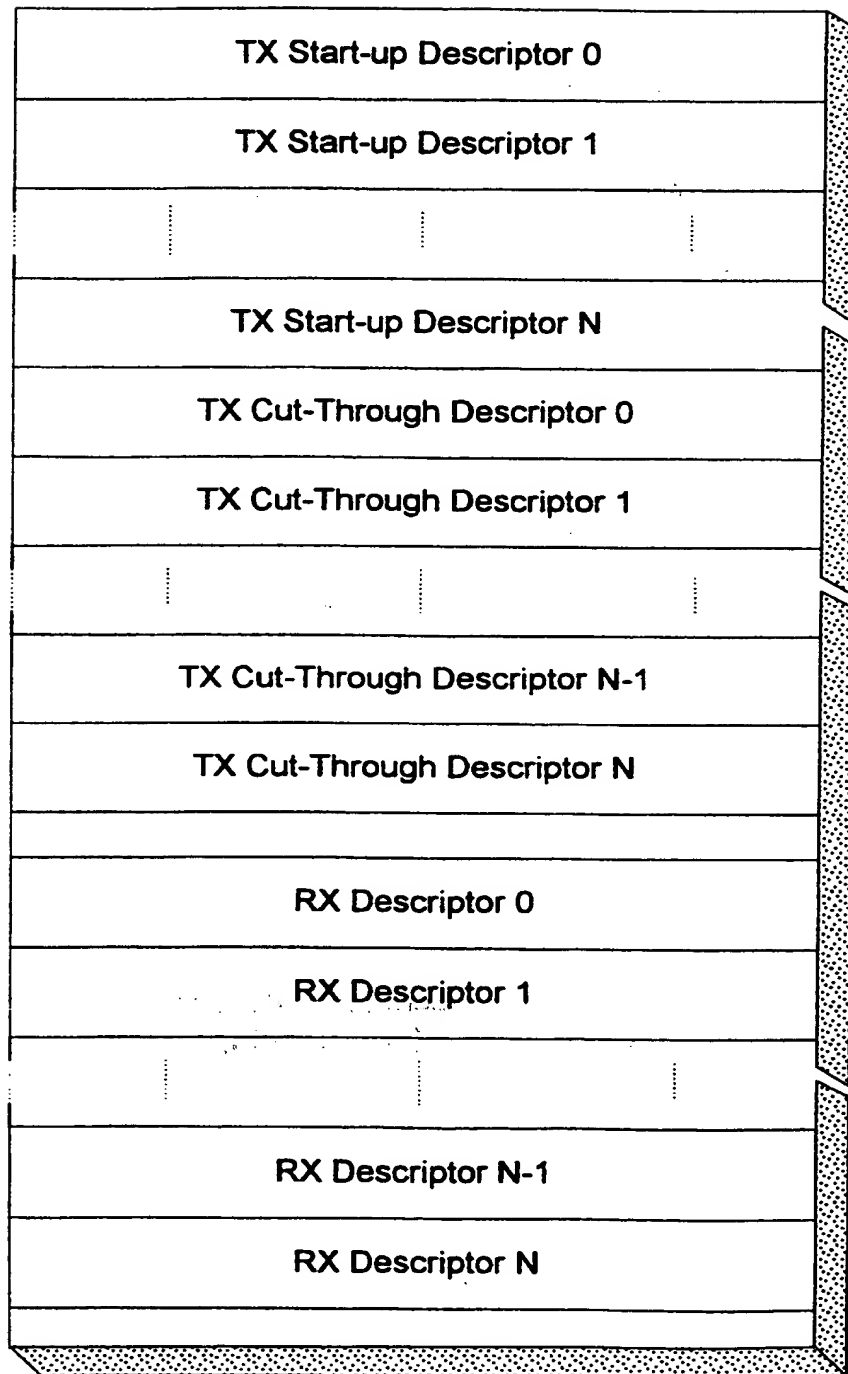 TX Start-up Descriptor 0
TX Start-up Descriptor 1
TX Start-up Descriptor N
TX Cut-Through Descriptor 0
TX Cut-Through Descriptor 1
TX Cut-Through Descriptor N-1
TX Cut-Through Descriptor N
RX Descriptor 0
RX Descriptor 1
RX Descriptor N-1
RX Descriptor N